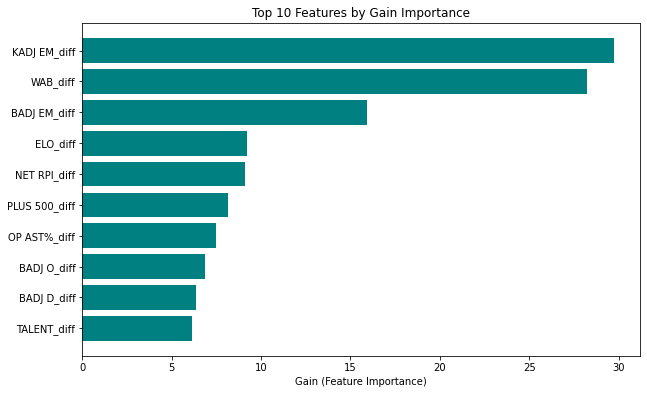 Top 10 Features by Gain Importance
KADJ EM_diff
WAB_diff
BADJ EM_diff
ELO_diff
NET RPI_diff
PLUS 500_diff
OP AST%_diff
BADJ O_diff
BADJ D_diff
TALENT_diff
0 5 10 15 20 25 30
Gain (Feature Importance)